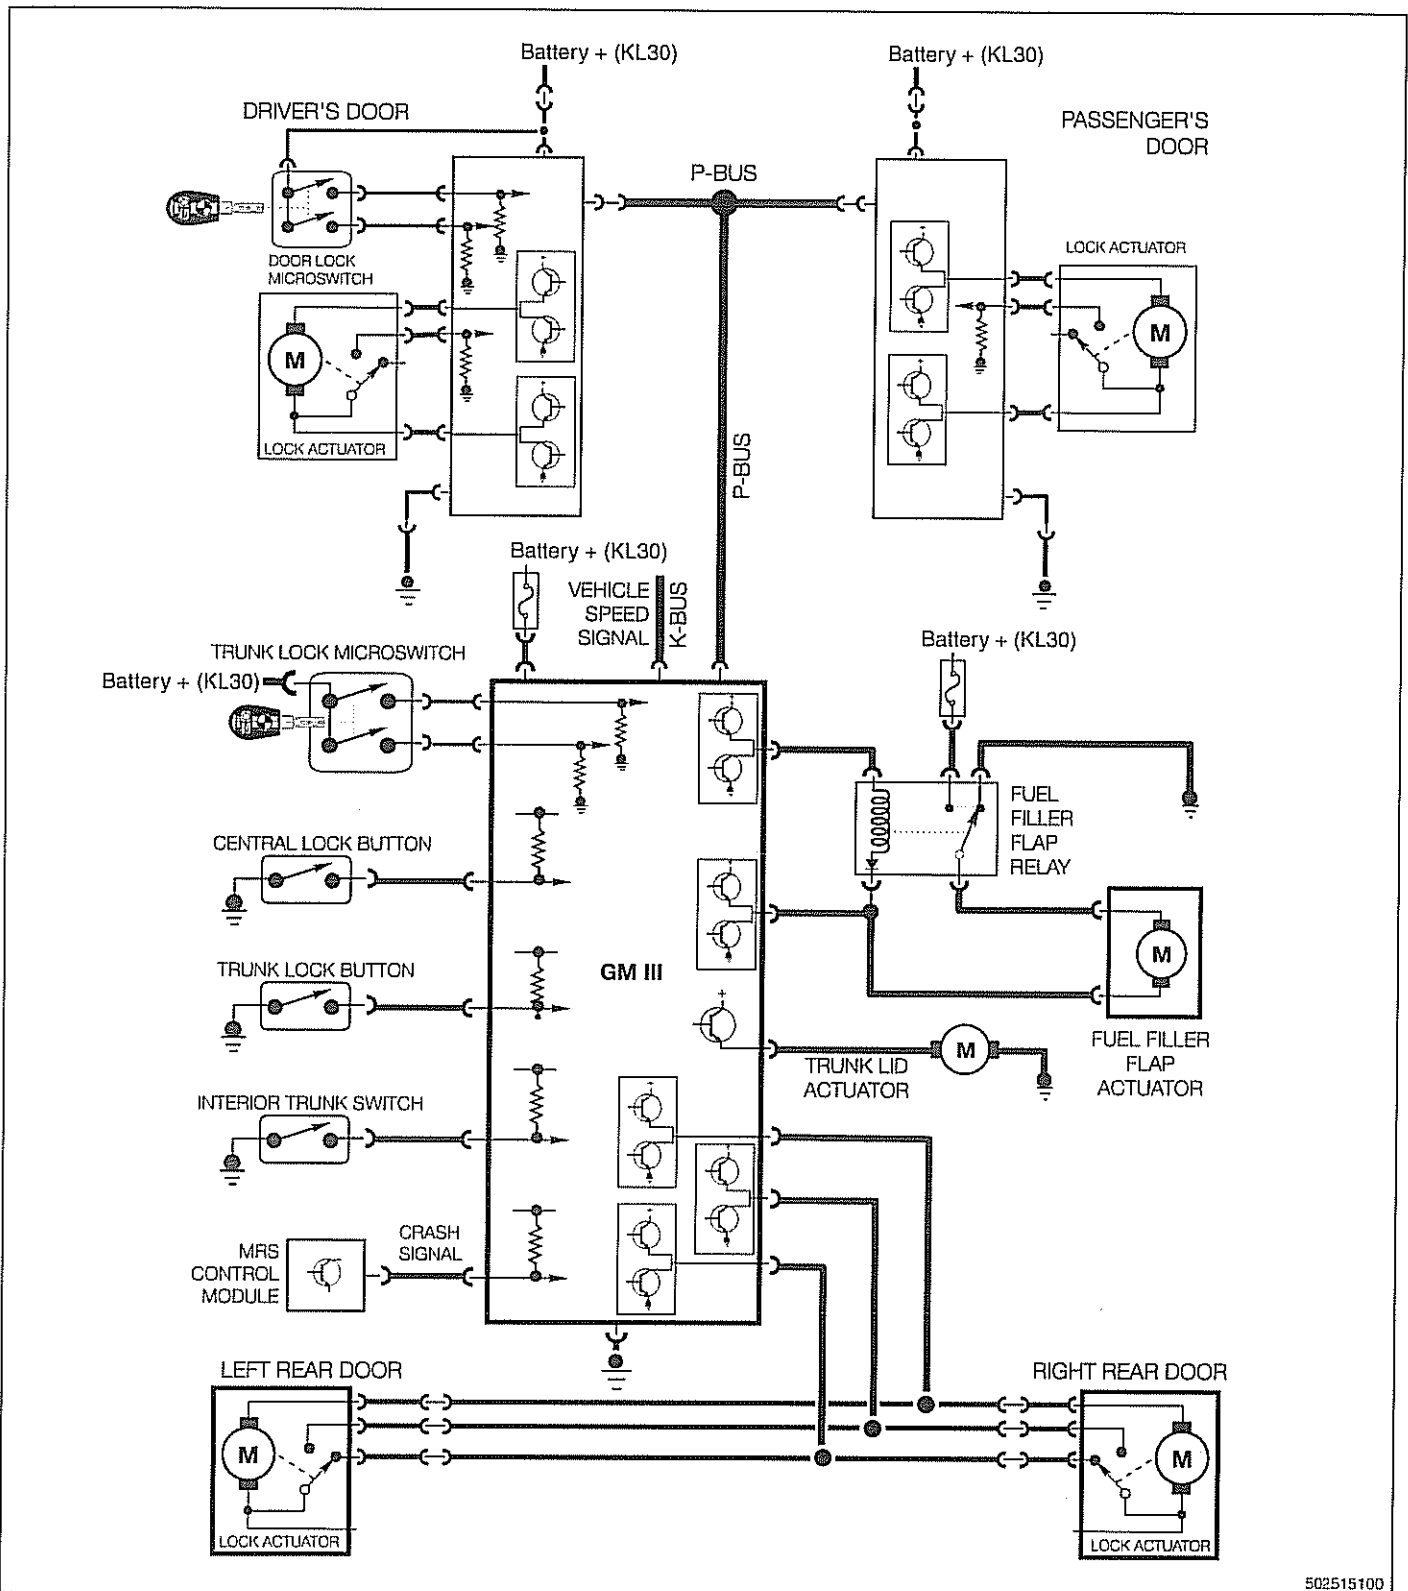 Battery + (KL30)
Battery + (KL30)
DRIVER'S DOOR
PASSENGER'S
DOOR
P-BUS
LOCK ACTUATOR
DOOR LOCK
MICROSWITCH
M
M
LOCK ACTUATOR
P-BUS
Battery + (KL30)
VEHICLE
SPEED
SIGNAL
K-BUS
TRUNK LOCK MICROSWITCH
Battery + (KL30)
Battery + (KL30)
FUEL
FILLER
FLAP
RELAY
CENTRAL LOCK BUTTON
TRUNK LOCK BUTTON
GM III
M
FUEL FILLER
FLAP
ACTUATOR
M
TRUNK LID
ACTUATOR
INTERIOR TRUNK SWITCH
CRASH
SIGNAL
MRS
CONTROL
MODULE
LEFT REAR DOOR
RIGHT REAR DOOR
M
M
LOCK ACTUATOR
LOCK ACTUATOR
502515100